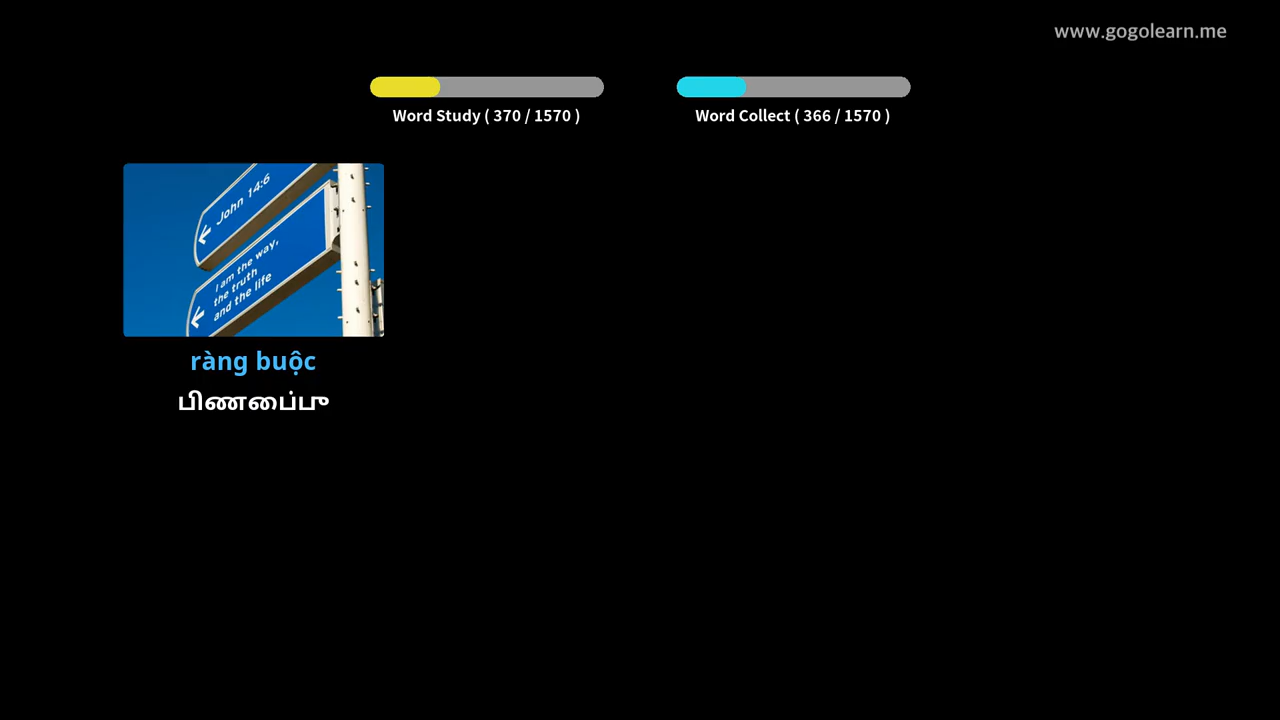 www.gogolearn.me
Word Study ( 370 / 1570 )
Word Collect ( 366 / 1570 )
John 14:6
I am the way,
the truth
and the life
ràng buộc
பிணைப்பு